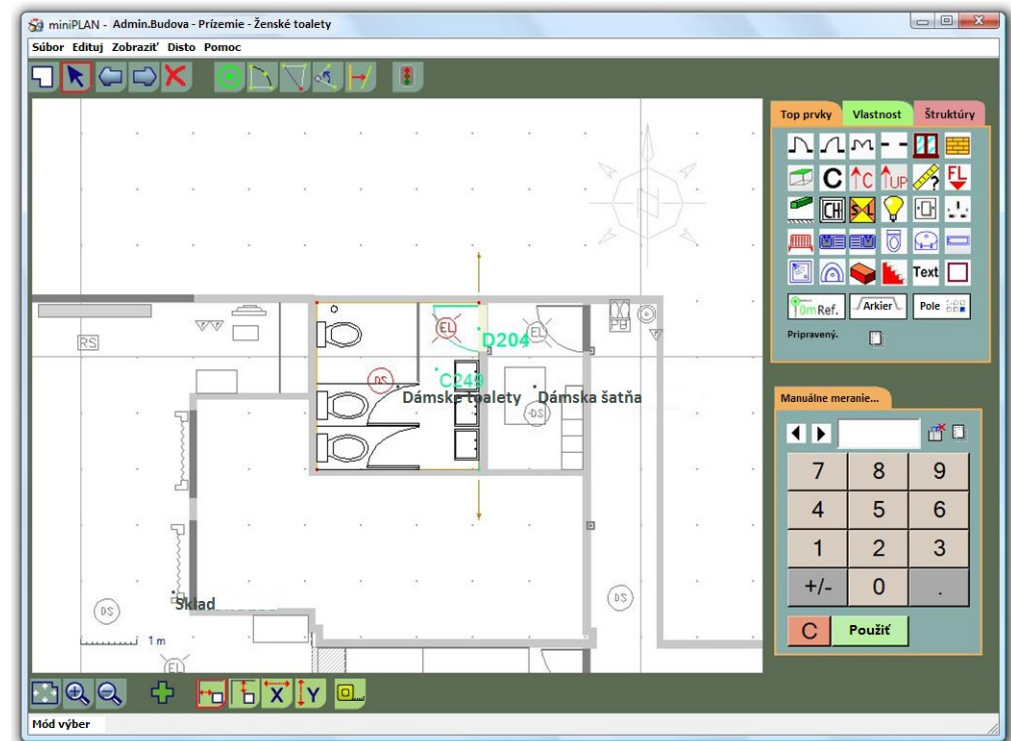 miniPLAN - Admin.Budova - Prízemie - Ženské toalety
Súbor Edituj Zobraziť Disto Pomoc
Top prvky Vlastnost Štruktúry
C ↑C ↑UP ? FL
CH S L
Text
0m Ref. Arkier Pole
Pripravený.
RS
EL
D204
EL
PB
DS
C249
Dámske toalety Dámska šatňa
DS
Manuálne meranie...
7 8 9
4 5 6
1 2 3
+/- 0 .
C Použiť
Sklad
DS
DS
1 m
EL
X Y
Mód výber